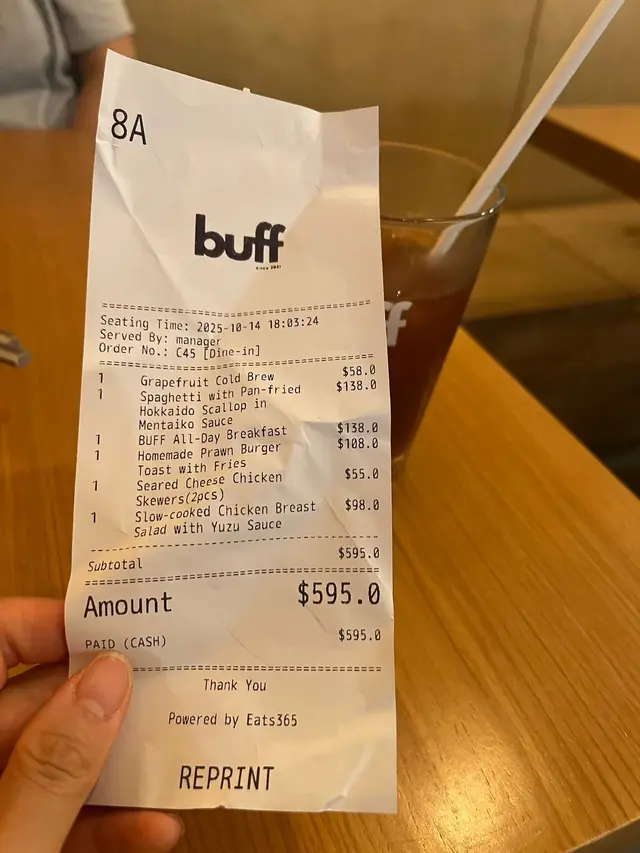 8A
buff
since 2021
Seating Time: 2025-10-14 18:03:24
Served By: manager
Order No.: C45 [Dine-in]
1 Grapefruit Cold Brew $58.0
1 Spaghetti with Pan-fried $138.0
Hokkaido Scallop in
Mentaiko Sauce
1 BUFF All-Day Breakfast $138.0
1 Homemade Prawn Burger $108.0
Toast with Fries
1 Seared Cheese Chicken $55.0
Skewers(2pcs)
1 Slow-cooked Chicken Breast $98.0
Salad with Yuzu Sauce
Subtotal $595.0
Amount $595.0
PAID (CASH) $595.0
Thank You
Powered by Eats365
REPRINT